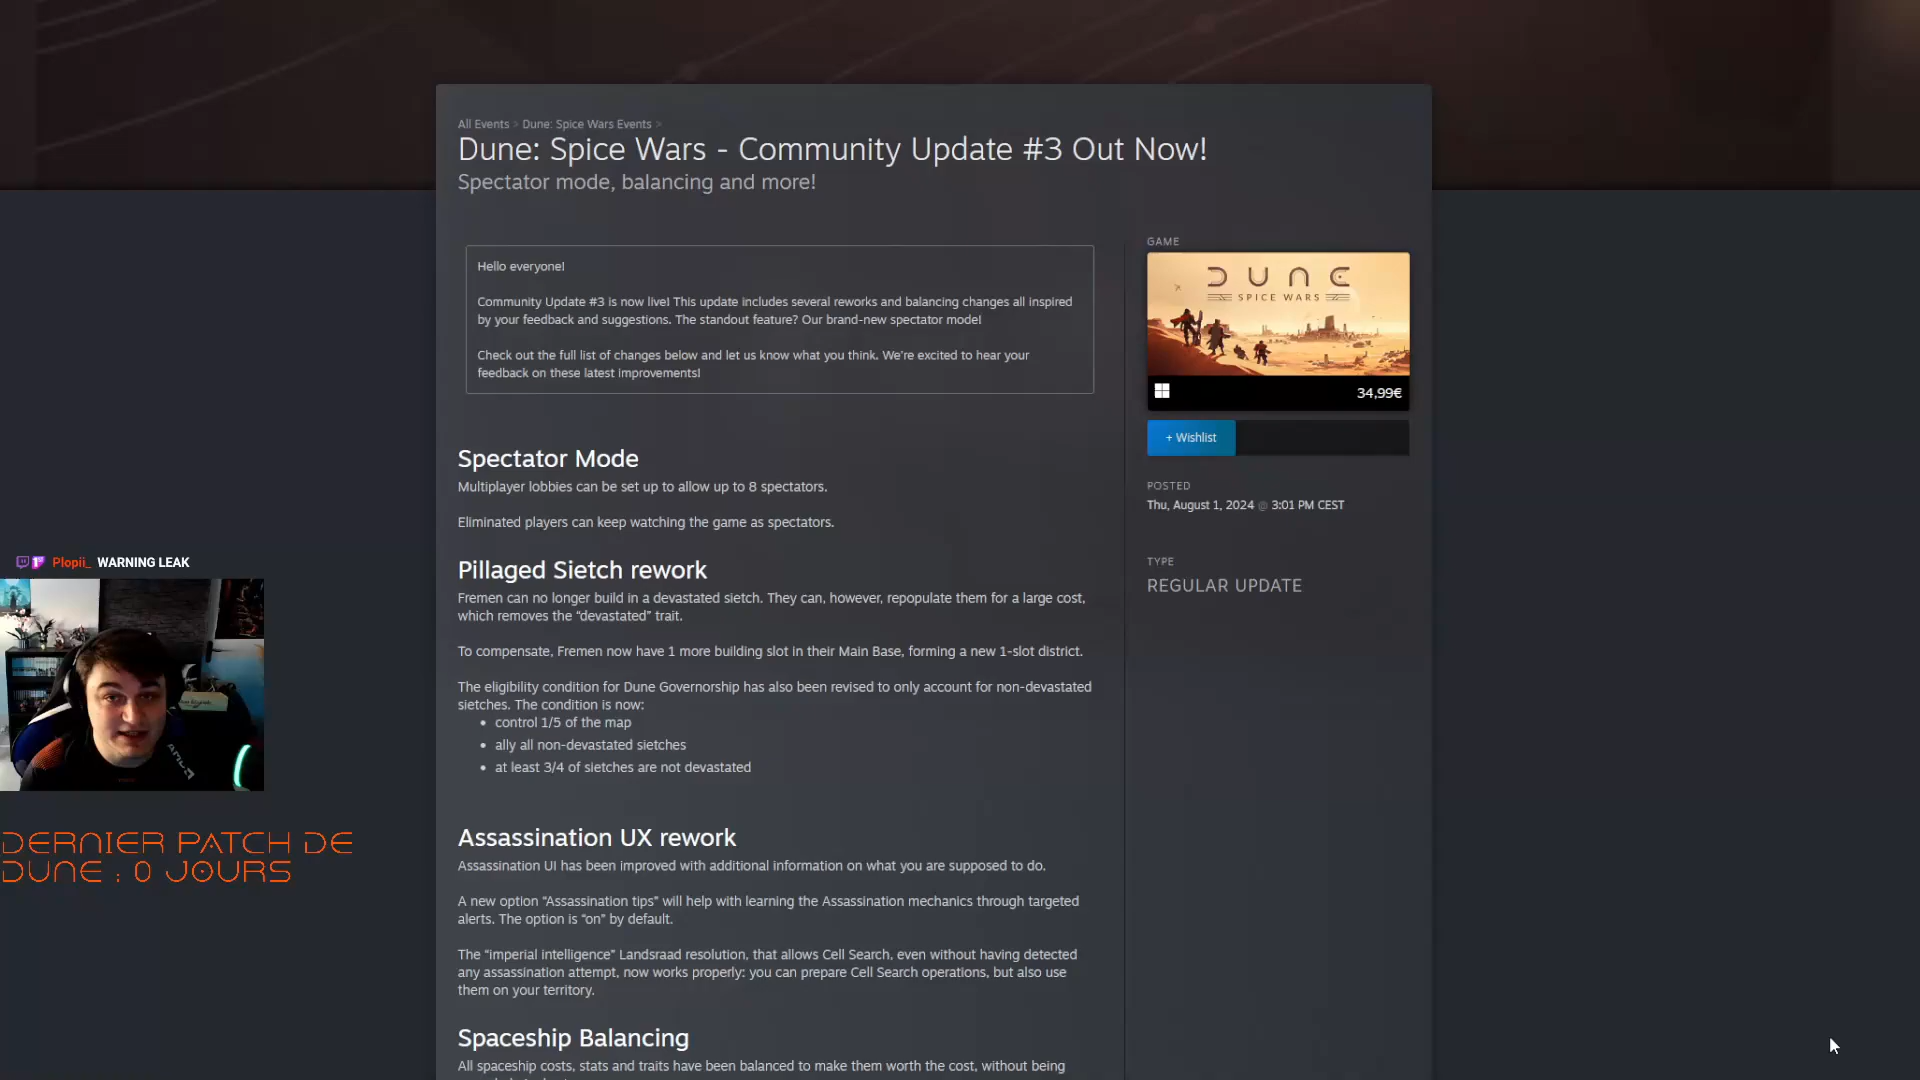 All Events > Dune: Spice Wars Events >
Dune: Spice Wars - Community Update #3 Out Now!
Spectator mode, balancing and more!
Hello everyone!
Community Update #3 is now live! This update includes several reworks and balancing changes all inspired
by your feedback and suggestions. The standout feature? Our brand-new spectator mode!
Check out the full list of changes below and let us know what you think. We're excited to hear your
feedback on these latest improvements!
Spectator Mode
Multiplayer lobbies can be set up to allow up to 8 spectators.
Eliminated players can keep watching the game as spectators.
Pillaged Sietch rework
Fremen can no longer build in a devastated sietch. They can, however, repopulate them for a large cost,
which removes the “devastated” trait.
To compensate, Fremen now have 1 more building slot in their Main Base, forming a new 1-slot district.
The eligibility condition for Dune Governorship has also been revised to only account for non-devastated
sietches. The condition is now:
• control 1/5 of the map
• ally all non-devastated sietches
• at least 3/4 of sietches are not devastated
Assassination UX rework
Assassination UI has been improved with additional information on what you are supposed to do.
A new option “Assassination tips” will help with learning the Assassination mechanics through targeted
alerts. The option is “on” by default.
The “imperial intelligence” Landsraad resolution, that allows Cell Search, even without having detected
any assassination attempt, now works properly: you can prepare Cell Search operations, but also use
them on your territory.
Spaceship Balancing
All spaceship costs, stats and traits have been balanced to make them worth the cost, without being
GAME
DUNE
SPICE WARS
34,99€
+ Wishlist
POSTED
Thu, August 1, 2024 @ 3:01 PM CEST
TYPE
REGULAR UPDATE
Plopii_ WARNING LEAK
DERNIER PATCH DE
DUNE : 0 JOURS